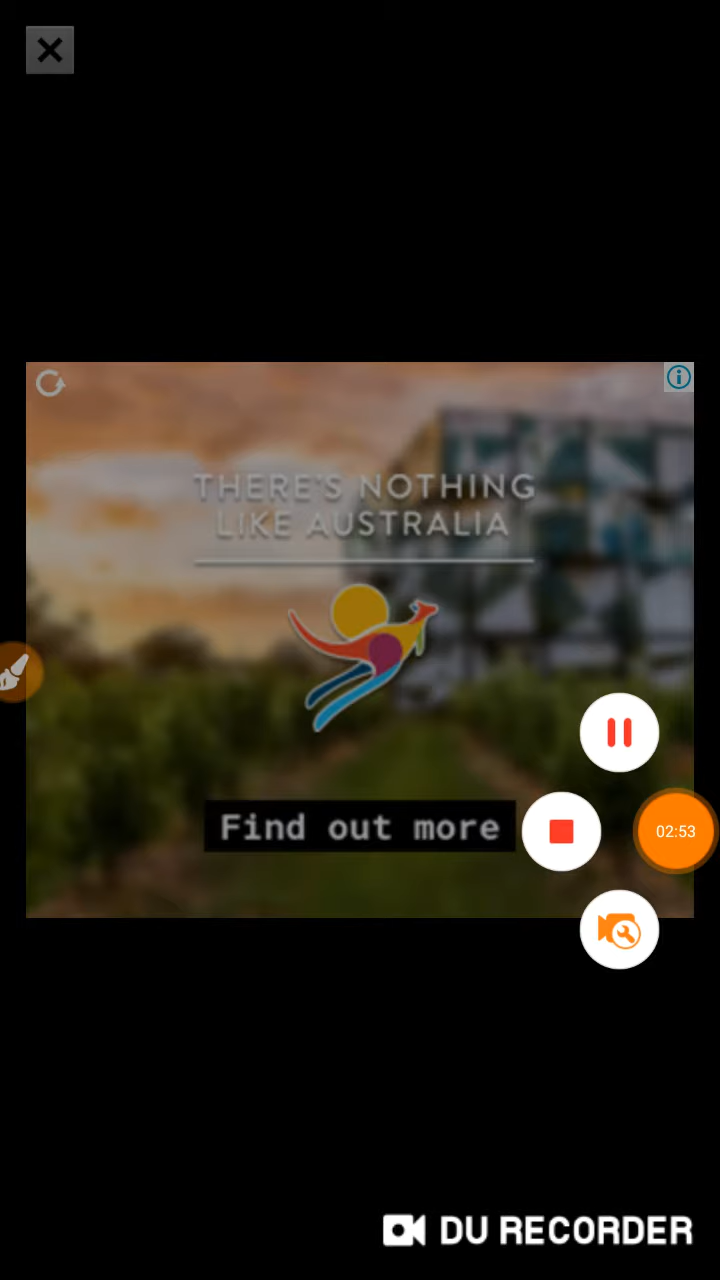 THERE'S NOTHING
LIKE AUSTRALIA
Find out more
02:53
DU RECORDER